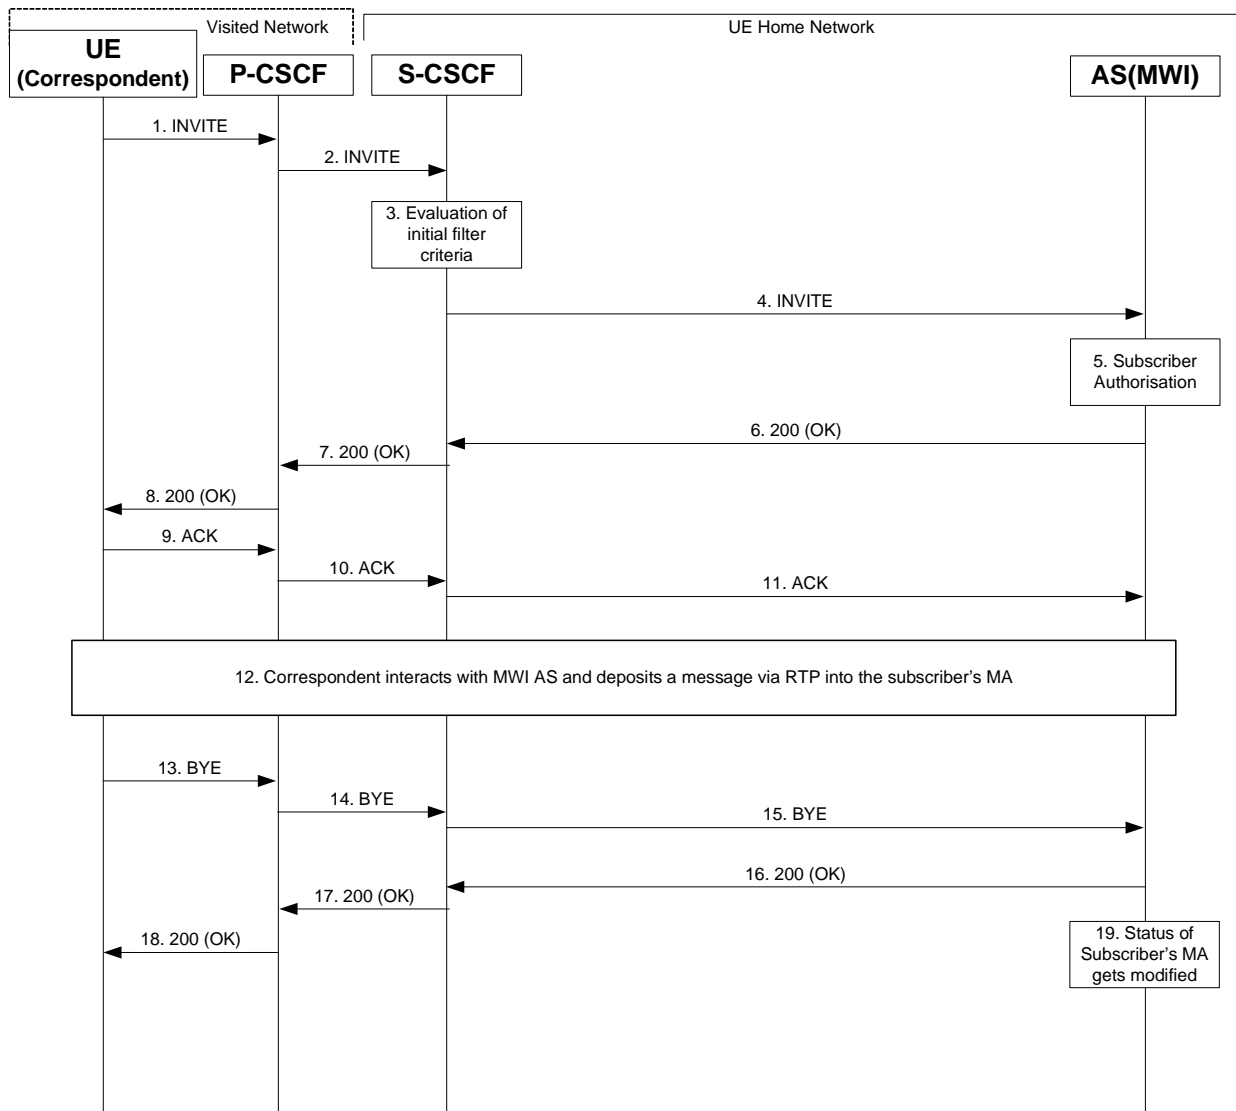 Visited Network
UE Home Network
UE
(Correspondent)
P-CSCF
S-CSCF
AS(MWI)
1. INVITE
2. INVITE
3. Evaluation of
initial filter
criteria
4. INVITE
5. Subscriber
Authorisation
6. 200 (OK)
7. 200 (OK)
8. 200 (OK)
9. ACK
10. ACK
11. ACK
12. Correspondent interacts with MWI AS and deposits a message via RTP into the subscriber’s MA
13. BYE
14. BYE
15. BYE
16. 200 (OK)
17. 200 (OK)
18. 200 (OK)
19. Status of
Subscriber’s MA
gets modified